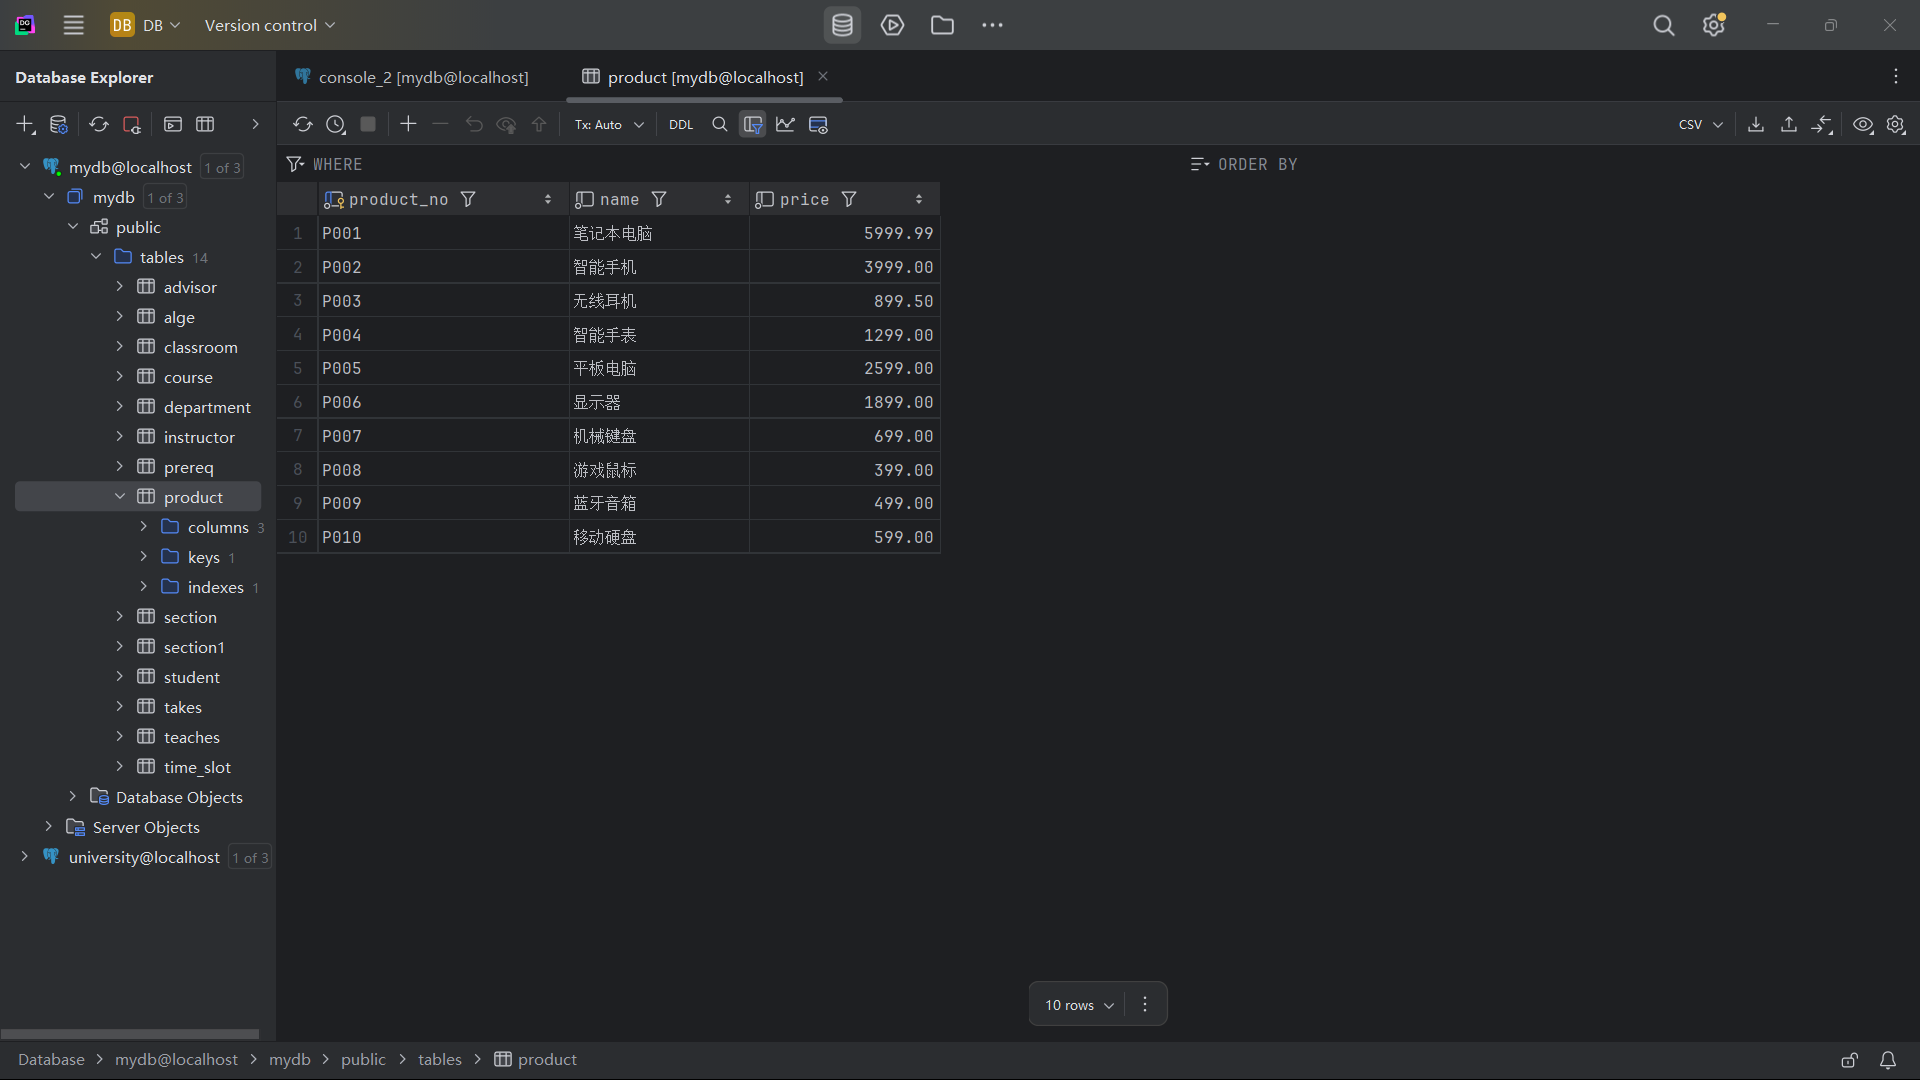 DB DB Version control
Database Explorer
console_2 [mydb@localhost] product [mydb@localhost]
Tx: Auto DDL CSV
WHERE ORDER BY
mydb@localhost 1 of 3
mydb 1 of 3
public
tables 14
advisor
alge
classroom
course
department
instructor
prereq
product
columns 3
keys 1
indexes 1
section
section1
student
takes
teaches
time_slot
Database Objects
Server Objects
university@localhost 1 of 3
product_no name price
1 P001 笔记本电脑 5999.99
2 P002 智能手机 3999.00
3 P003 无线耳机 899.50
4 P004 智能手表 1299.00
5 P005 平板电脑 2599.00
6 P006 显示器 1899.00
7 P007 机械键盘 699.00
8 P008 游戏鼠标 399.00
9 P009 蓝牙音箱 499.00
10 P010 移动硬盘 599.00
10 rows
Database > mydb@localhost > mydb > public > tables > product